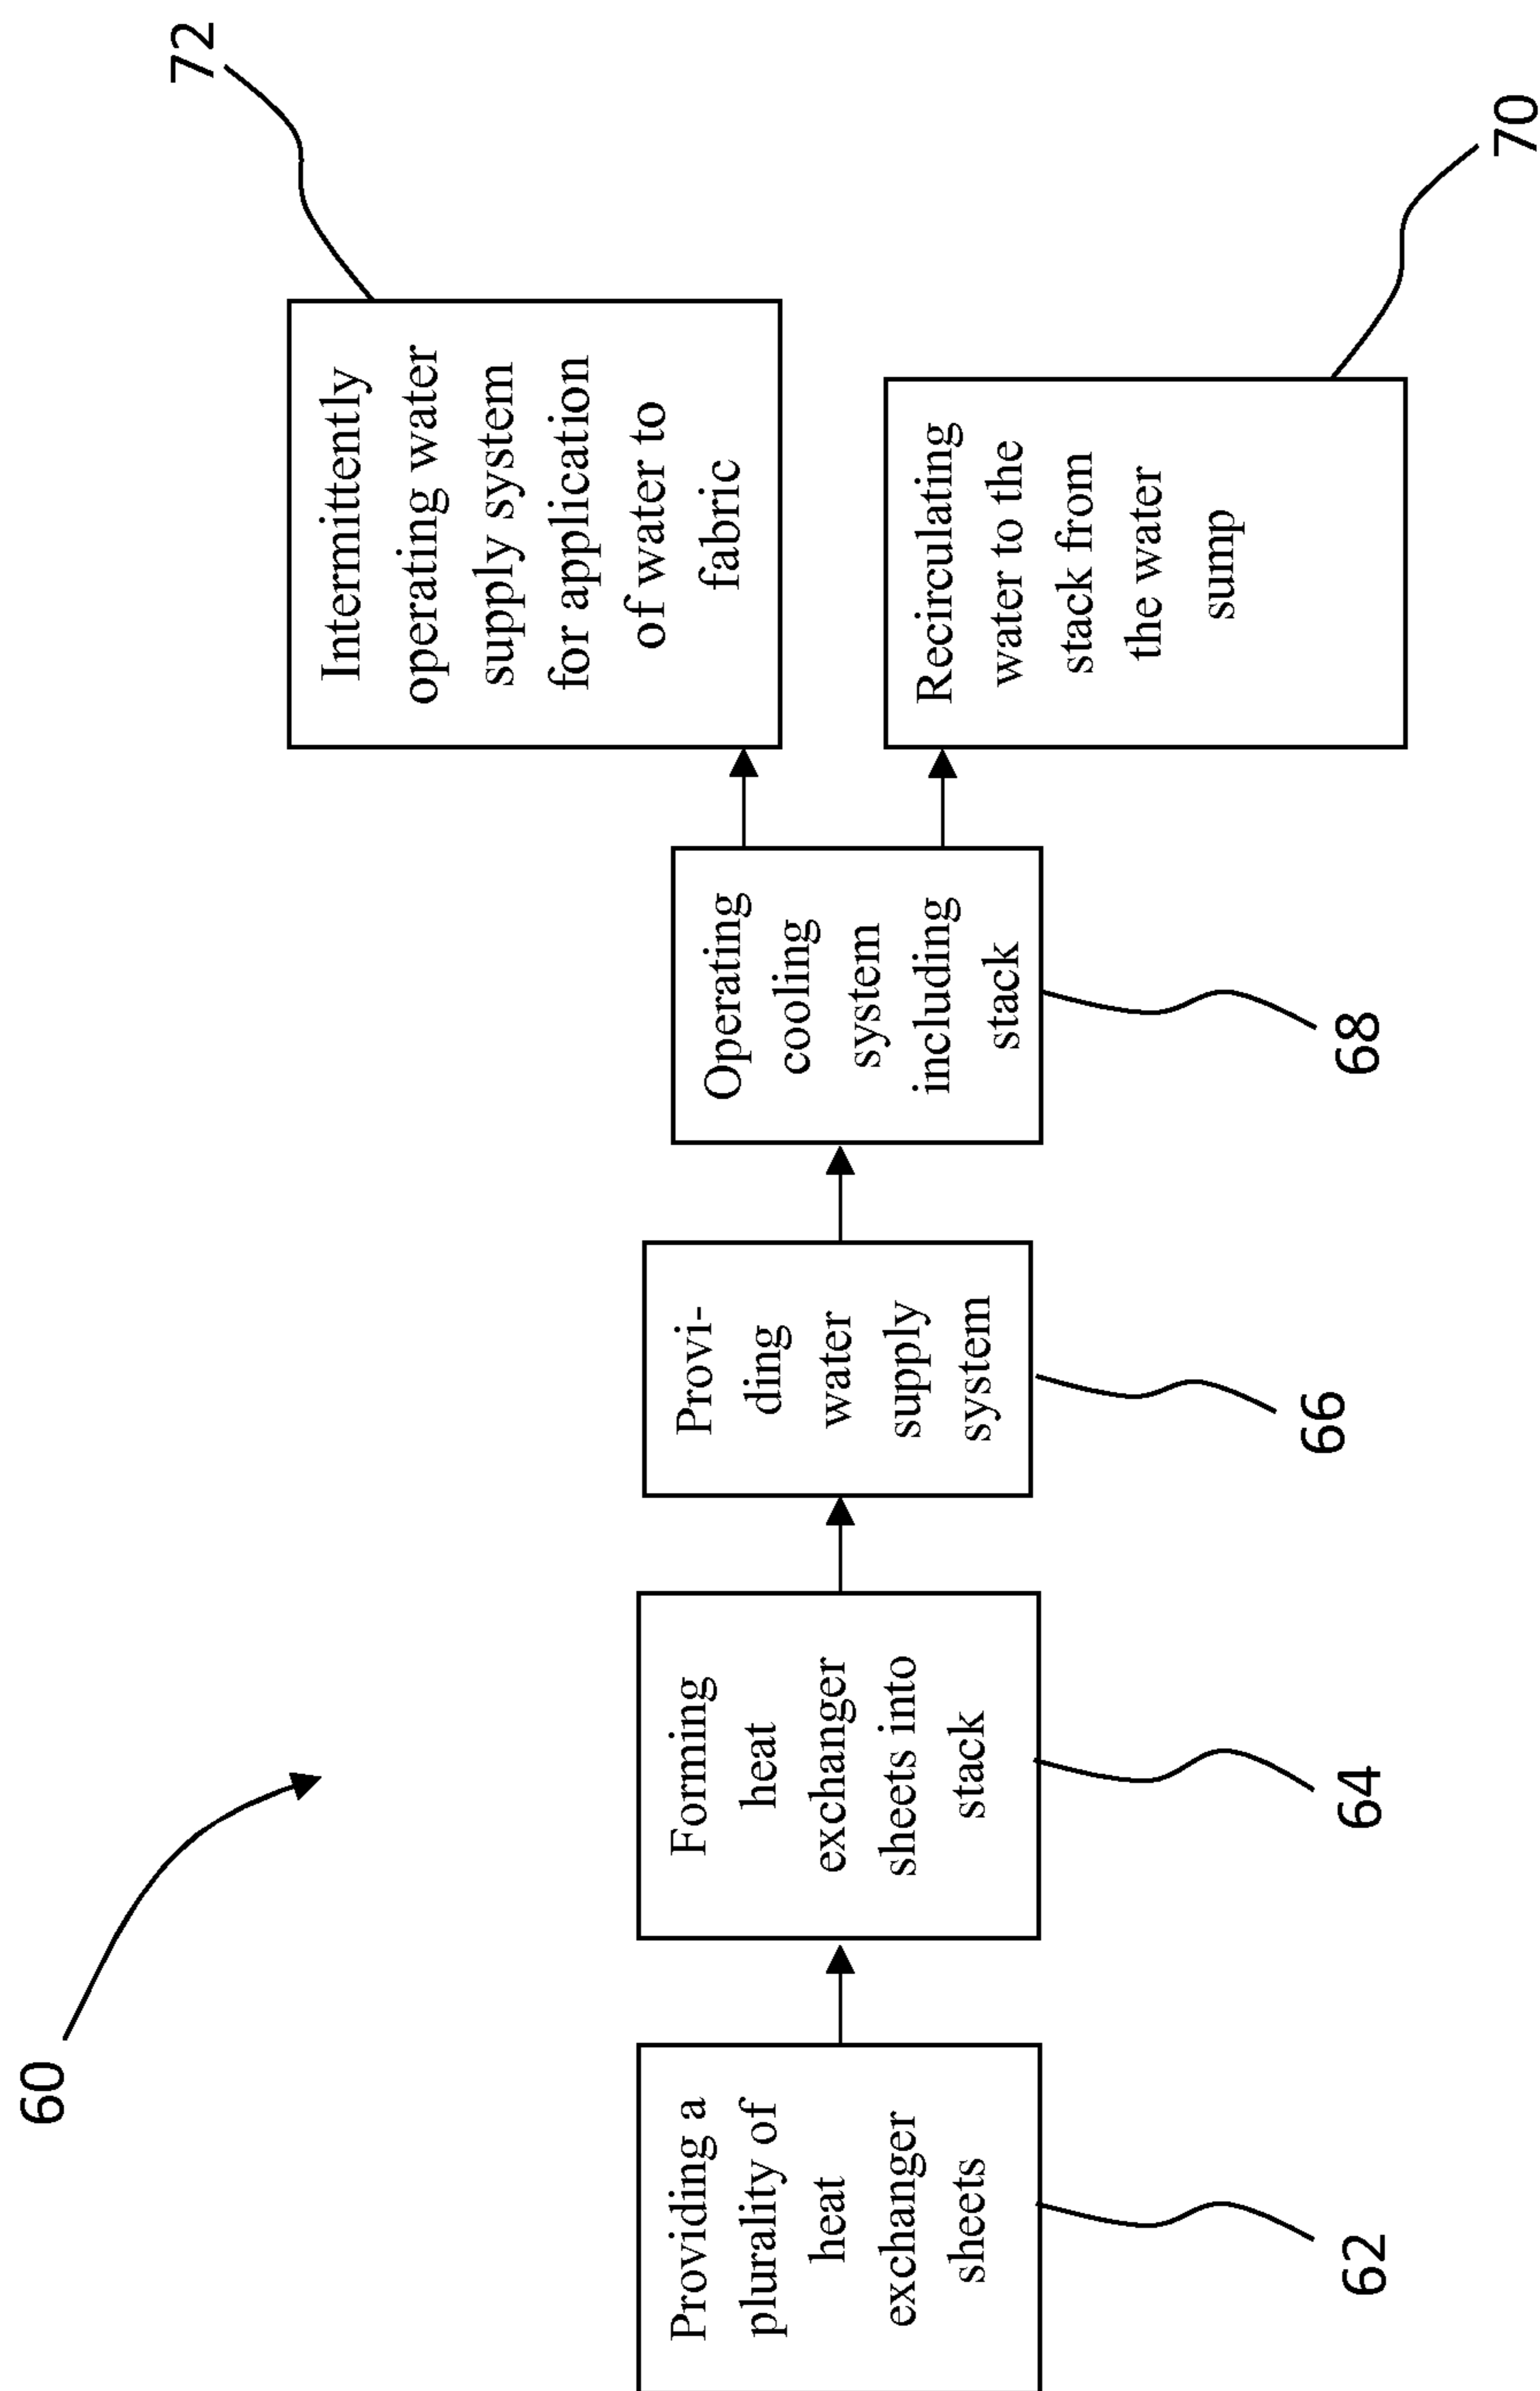 60
Providing a
plurality of
heat
exchanger
sheets
62
Forming
heat
exchanger
sheets into
stack
64
Provi-
ding
water
supply
system
66
Operating
cooling
system
including
stack
68
Intermittently
operating water
supply system
for application
of water to
fabric
72
Recirculating
water to the
stack from
the water
sump
70